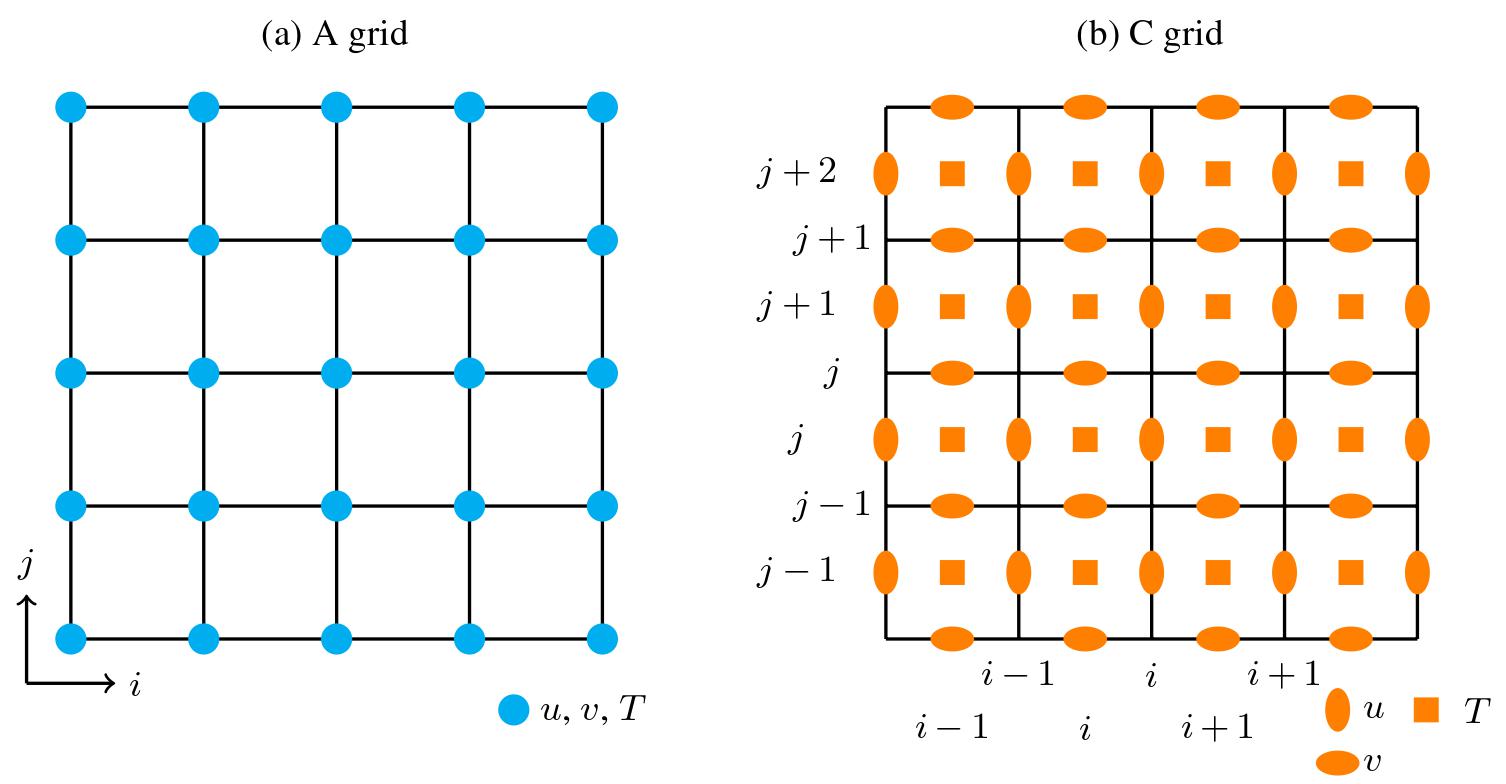 (a) A grid
j
i
u, v, T
(b) C grid
j + 2
j + 1
j + 1
j
j
j − 1
j − 1
i − 1 i i + 1
i − 1 i i + 1
u T
v